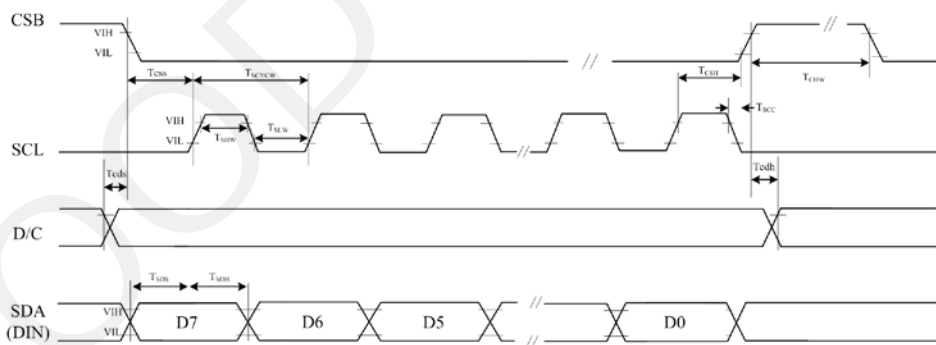 CSB
VIH
VIL
Tcss
TSCYCW
TCSH
TCHW
VIH
VIL
TSHW
TSLW
TSCC
SCL
Tcds
Tcdh
D/C
TSDS
TSDH
SDA
(DIN)
VIH
VIL
D7
D6
D5
D0